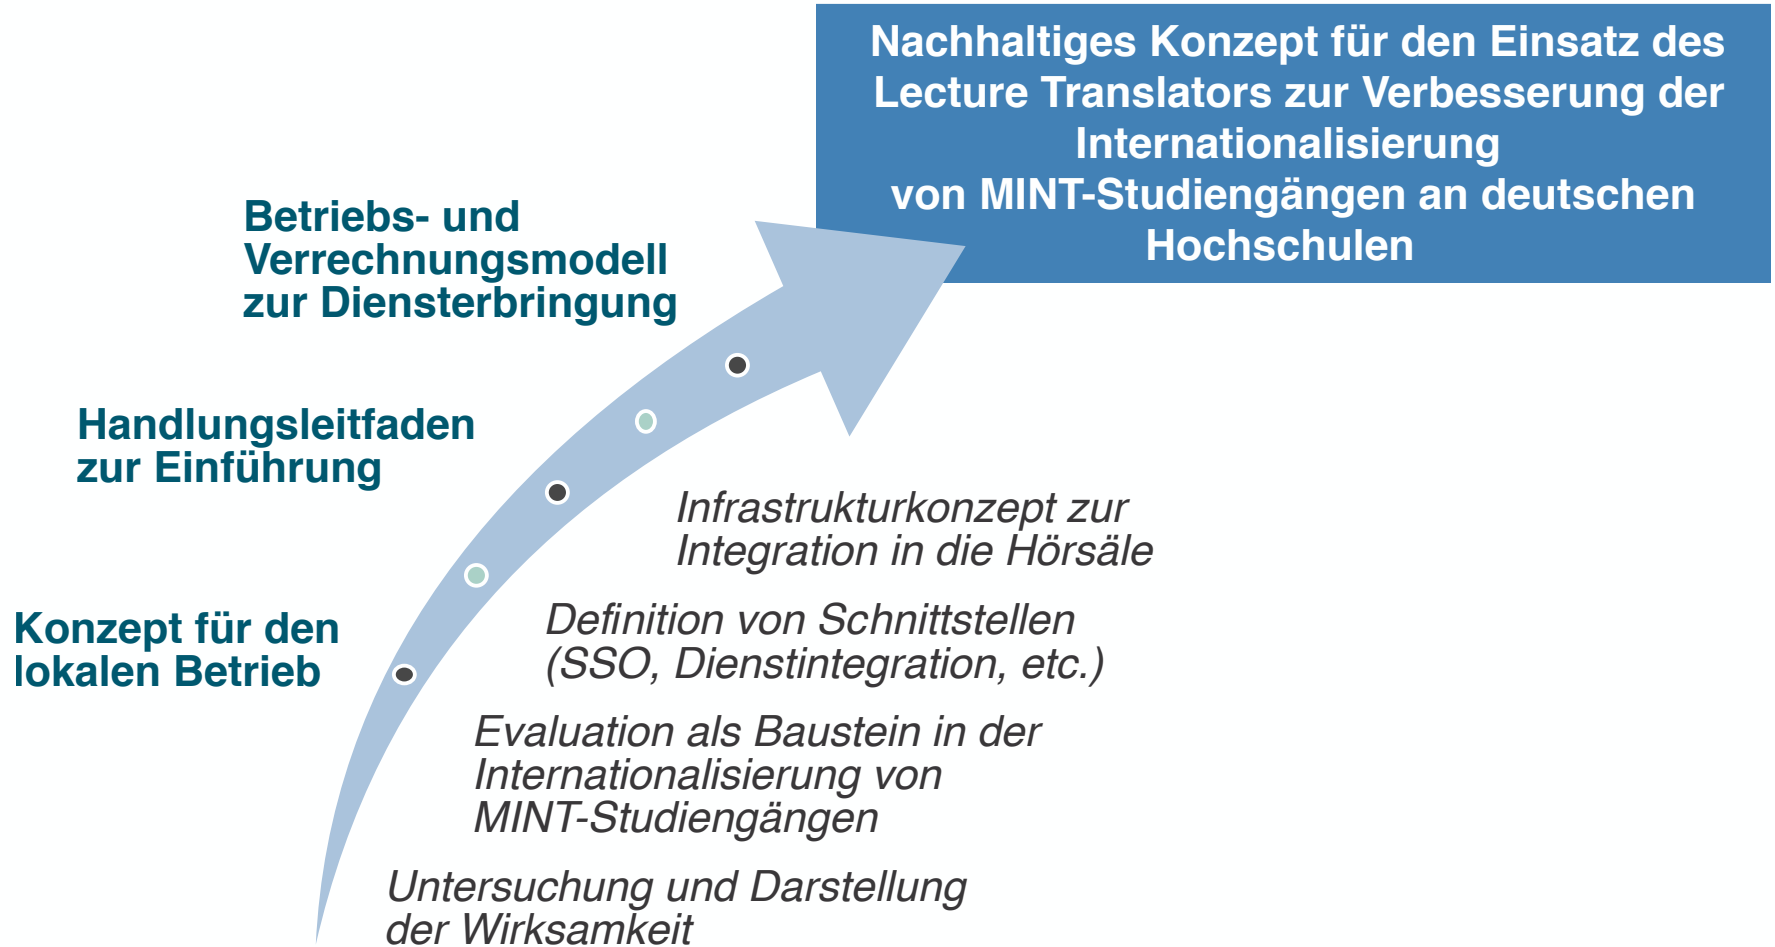 Nachhaltiges Konzept für den Einsatz des
Lecture Translators zur Verbesserung der
Internationalisierung
von MINT-Studiengängen an deutschen
Hochschulen
Betriebs- und
Verrechnungsmodell
zur Diensterbringung
Handlungsleitfaden
zur Einführung
Konzept für den
lokalen Betrieb
Infrastrukturkonzept zur
Integration in die Hörsäle
Definition von Schnittstellen
(SSO, Dienstintegration, etc.)
Evaluation als Baustein in der
Internationalisierung von
MINT-Studiengängen
Untersuchung und Darstellung
der Wirksamkeit